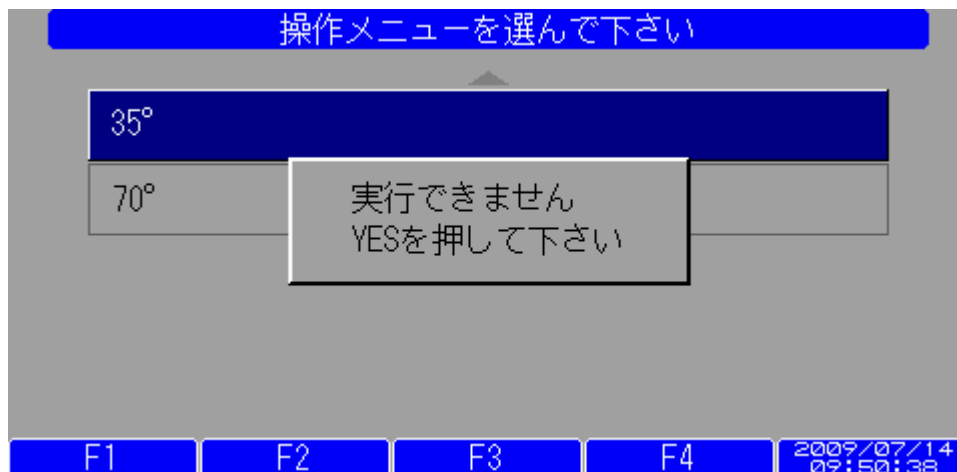 操作メニューを選んで下さい
35°
70°
実行できません
YESを押して下さい
F1
F2
F3
F4
2009/07/14
09:50:38